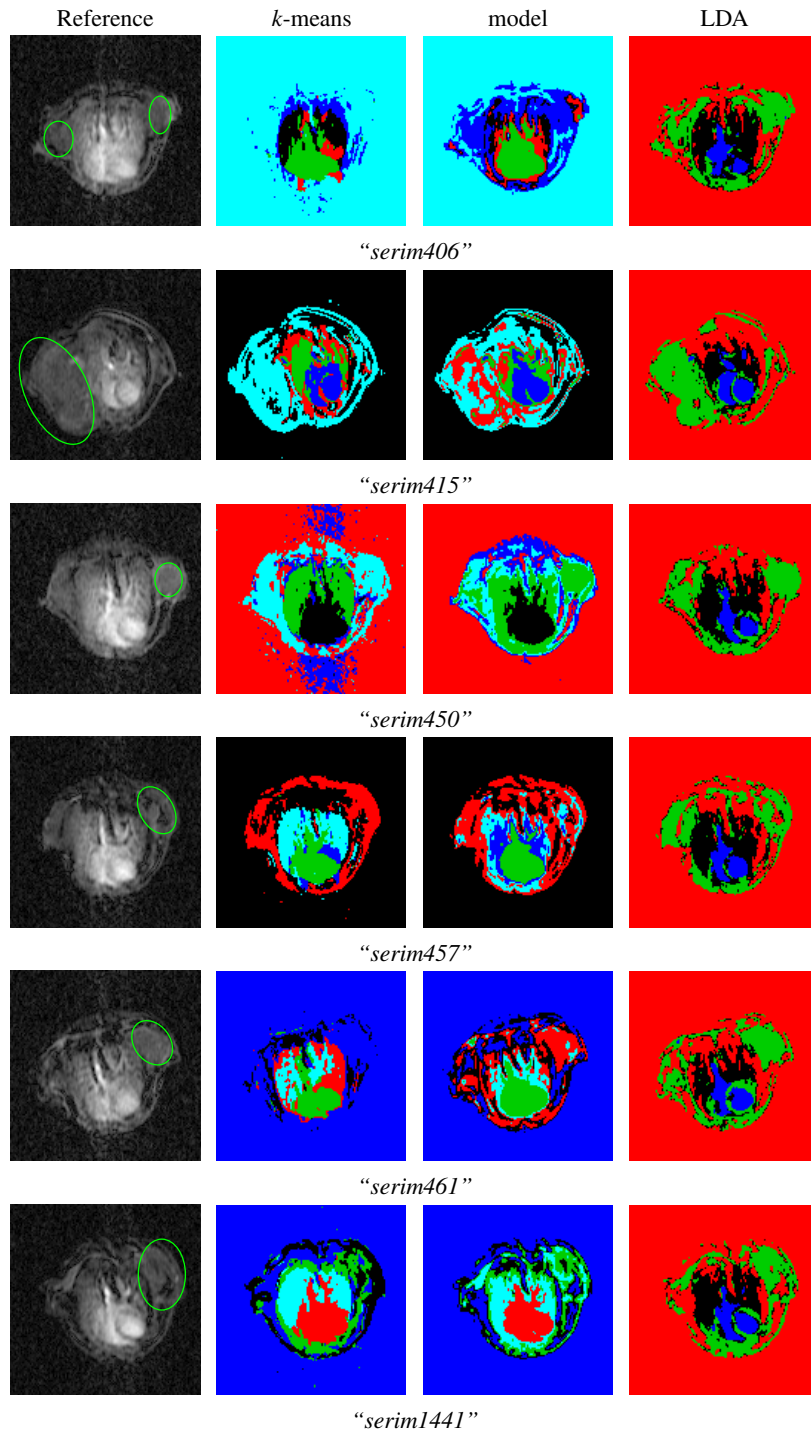 Reference k-means model LDA
“serim406”
“serim415”
“serim450”
“serim457”
“serim461”
“serim1441”